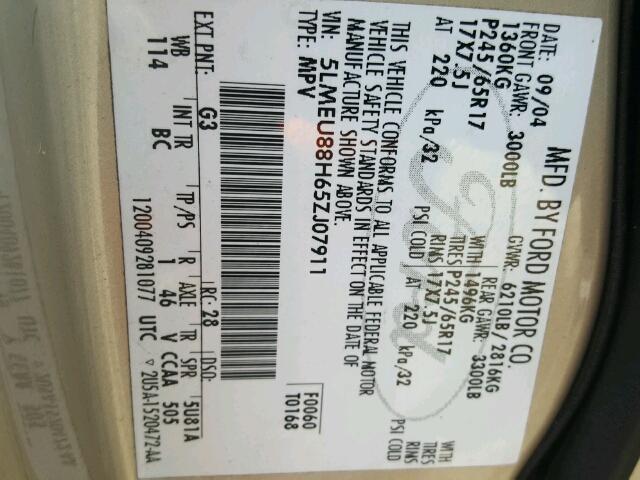 MFD. BY FORD MOTOR CO.
DATE: 09/04 GVWR: 6210LB/2816KG
FRONT GAWR: 3000LB REAR GAWR: 3300LB
1360KG WITH 1496KG
P245/65R17 TIRES P245/65R17 WITH TIRES
17X7.5J RIMS 17X7.5J RIMS
AT 220 kPa/32 PSI COLD AT 220 kPa/32 PSI COLD
THIS VEHICLE CONFORMS TO ALL APPLICABLE FEDERAL MOTOR
VEHICLE SAFETY STANDARDS IN EFFECT ON THE DATE OF
MANUFACTURE SHOWN ABOVE.
VIN: 5LMEU88H65ZJ07911 F0060
TYPE: MPV T0168
EXT PNT: G3 RC: 28 DSO:
WB INT TR TP/PS R AXLE TR SPR 5U81A
114 BC 1 46 V CCAA 505
1200409281077 UTC 2U5A-1520472-AA